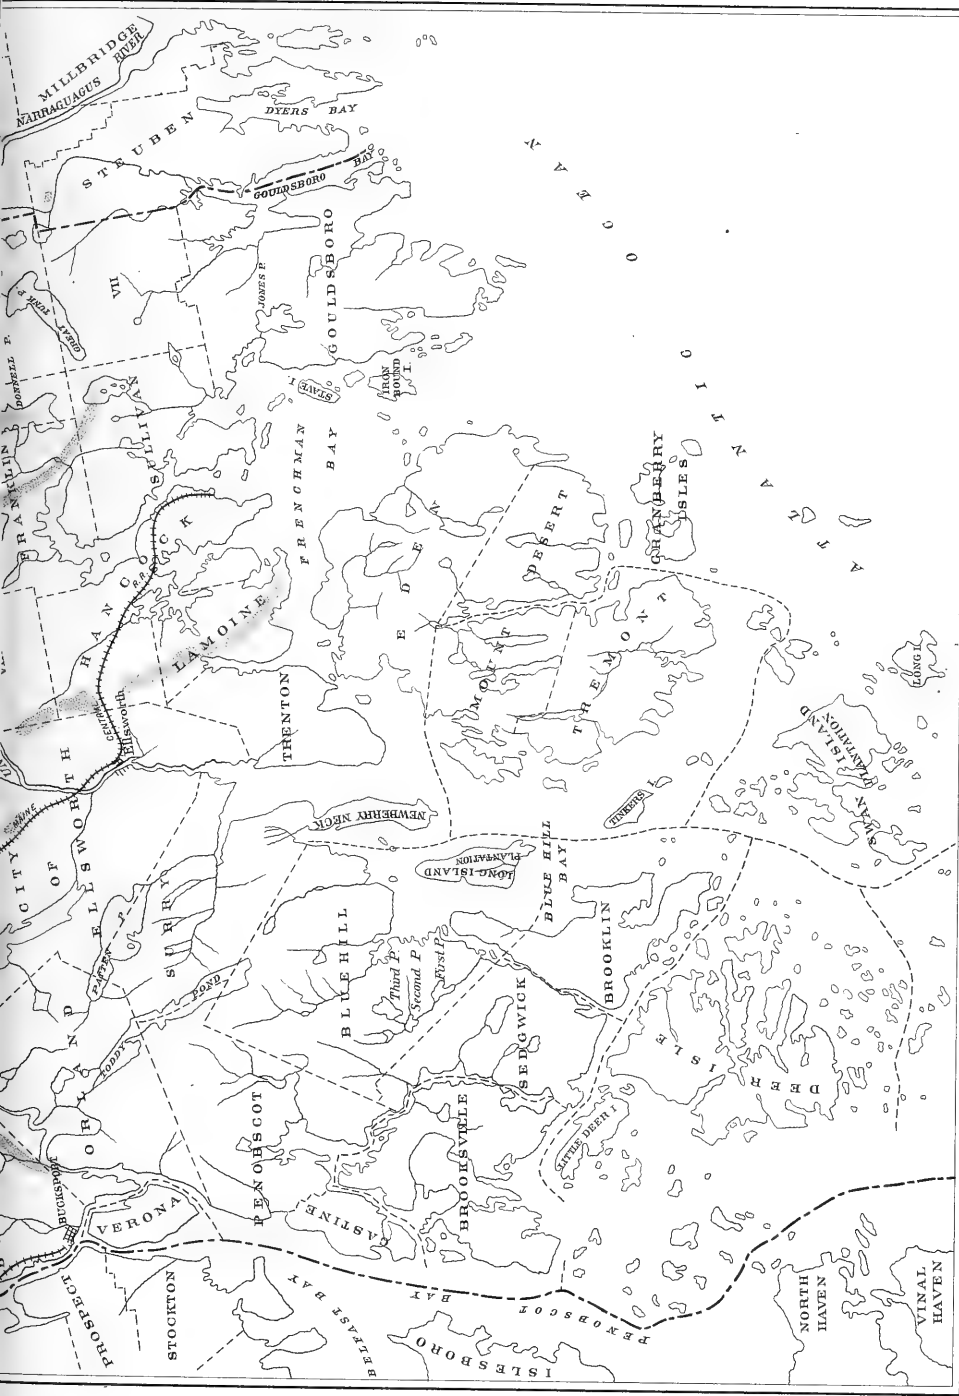 MILLBRIDGE
NARRAGUAGUS RIVER
STEUBEN
DYERS BAY
GOULDSBORO BAY
GOULDSBORO
JONES P.
VII
GREAT TUNK P.
DONNELL P.
FRANKLIN
SULLIVAN
STAVE I
IRON BOUND I.
FRENCHMAN BAY
HANCOCK
R.R.
LAMOINE
MAINE CENTRAL
Ellsworth
CITY OF ELLSWORTH
TRENTON
EDEN
MOUNT DESERT
TREMONT
CRANBERRY ISLES
ATLANTIC OCEAN
LONG I.
SWAN ISLAND PLANTATION
TINKERS I.
NEWBERRY NECK
LONG ISLAND PLANTATION
BLUE HILL BAY
SURRY
PATTEN P.
TODDY POND
BLUEHILL
Third P.
Second P.
First P.
BROOKLIN
SEDGWICK
DEER ISLE
LITTLE DEER I
ORLAND
BUCKSPORT
VERONA
PENOBSCOT
BROOKSVILLE
CASTINE
PROSPECT
STOCKTON
BELFAST BAY
PENOBSCOT BAY
ISLESBORO
NORTH HAVEN
VINAL HAVEN